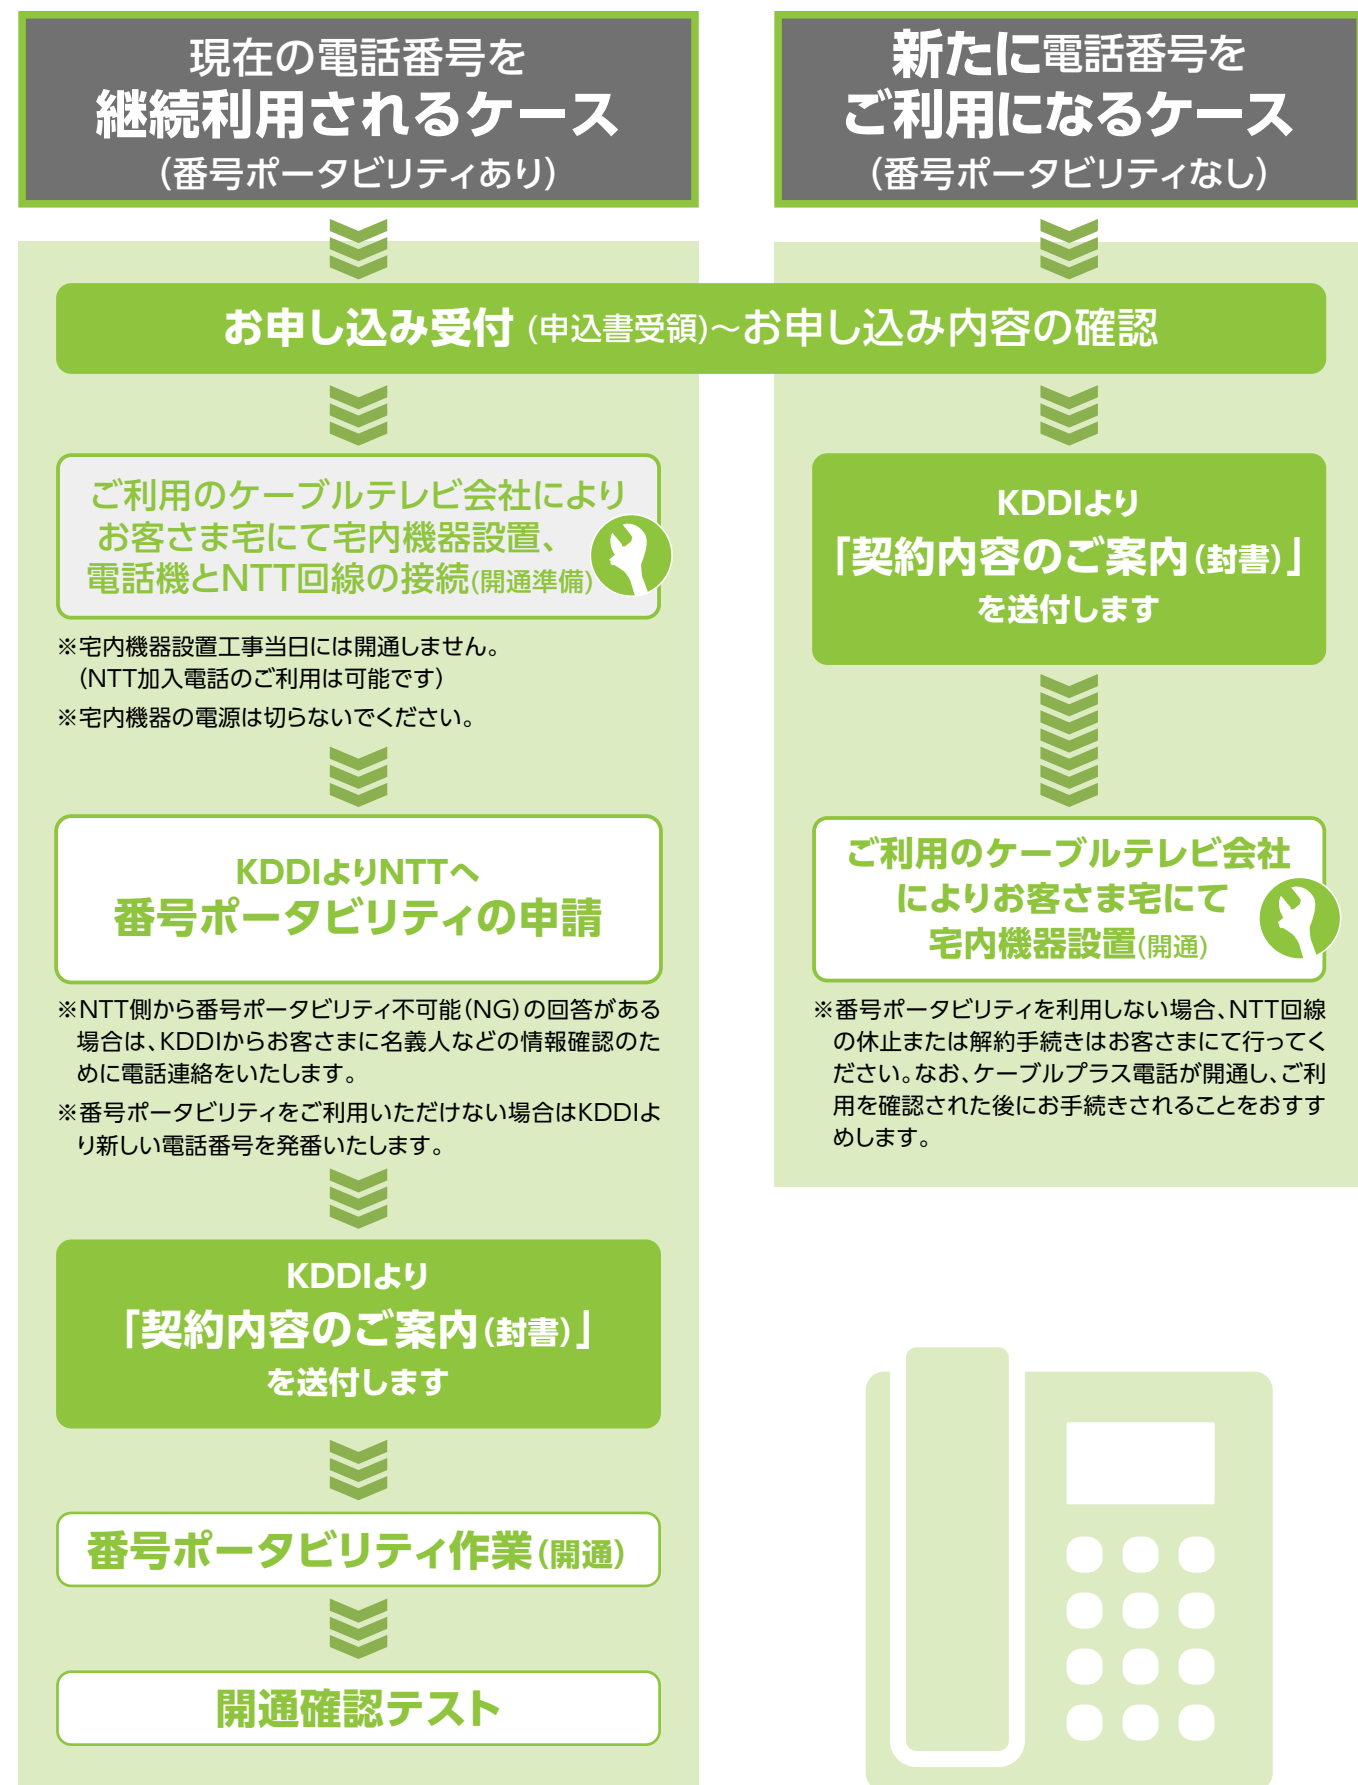 現在の電話番号を
継続利用されるケース
(番号ポータビリティあり)
新たに電話番号を
ご利用になるケース
(番号ポータビリティなし)
お申し込み受付(申込書受領)～お申し込み内容の確認
ご利用のケーブルテレビ会社により
お客さま宅にて宅内機器設置、
電話機とNTT回線の接続(開通準備)
※宅内機器設置工事当日には開通しません。
(NTT加入電話のご利用は可能です)
※宅内機器の電源は切らないでください。
KDDIよりNTTへ
番号ポータビリティの申請
※NTT側から番号ポータビリティ不可能(NG)の回答がある
場合は、KDDIからお客さまに名義人などの情報確認のた
めに電話連絡をいたします。
※番号ポータビリティをご利用いただけない場合はKDDIよ
り新しい電話番号を発番いたします。
KDDIより
「契約内容のご案内(封書)」
を送付します
番号ポータビリティ作業(開通)
開通確認テスト
KDDIより
「契約内容のご案内(封書)」
を送付します
ご利用のケーブルテレビ会社
によりお客さま宅にて
宅内機器設置(開通)
※番号ポータビリティを利用しない場合、NTT回線
の休止または解約手続きはお客さまにて行ってく
ださい。なお、ケーブルプラス電話が開通し、ご利
用を確認された後にお手続きされることをおすす
めします。